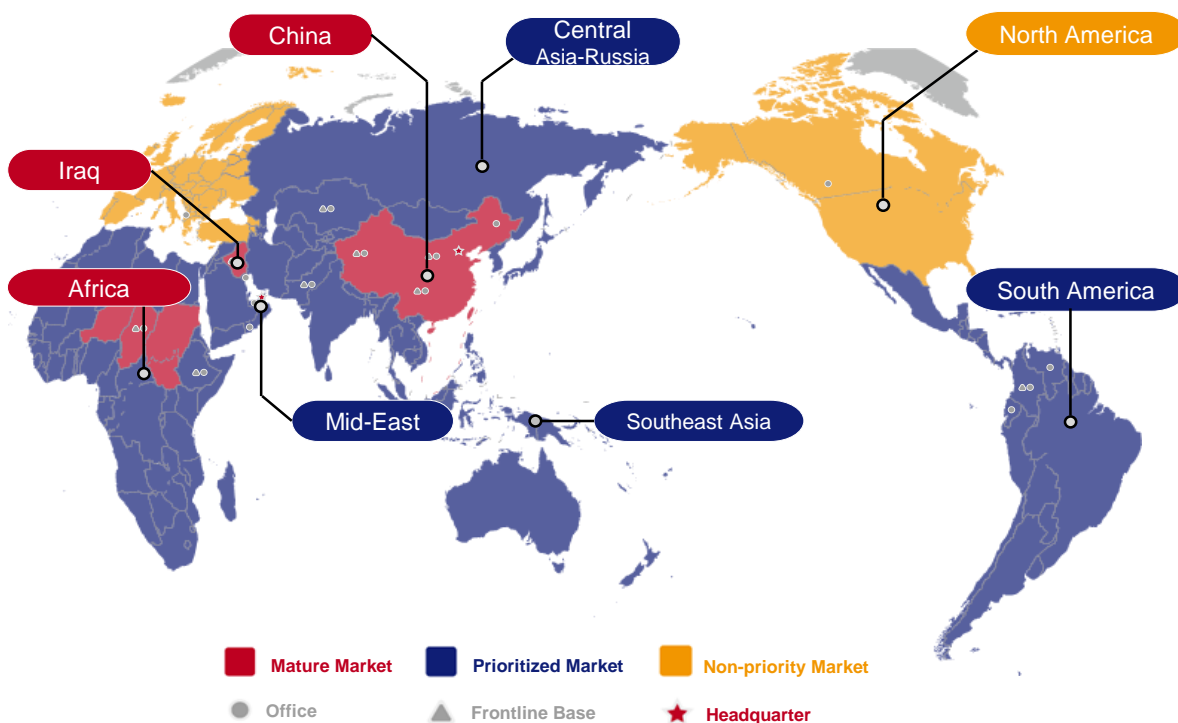 China
Central
Asia-Russia
North America
Iraq
Africa
South America
Mid-East
Southeast Asia
Mature Market
Prioritized Market
Non-priority Market
Office
Frontline Base
Headquarter